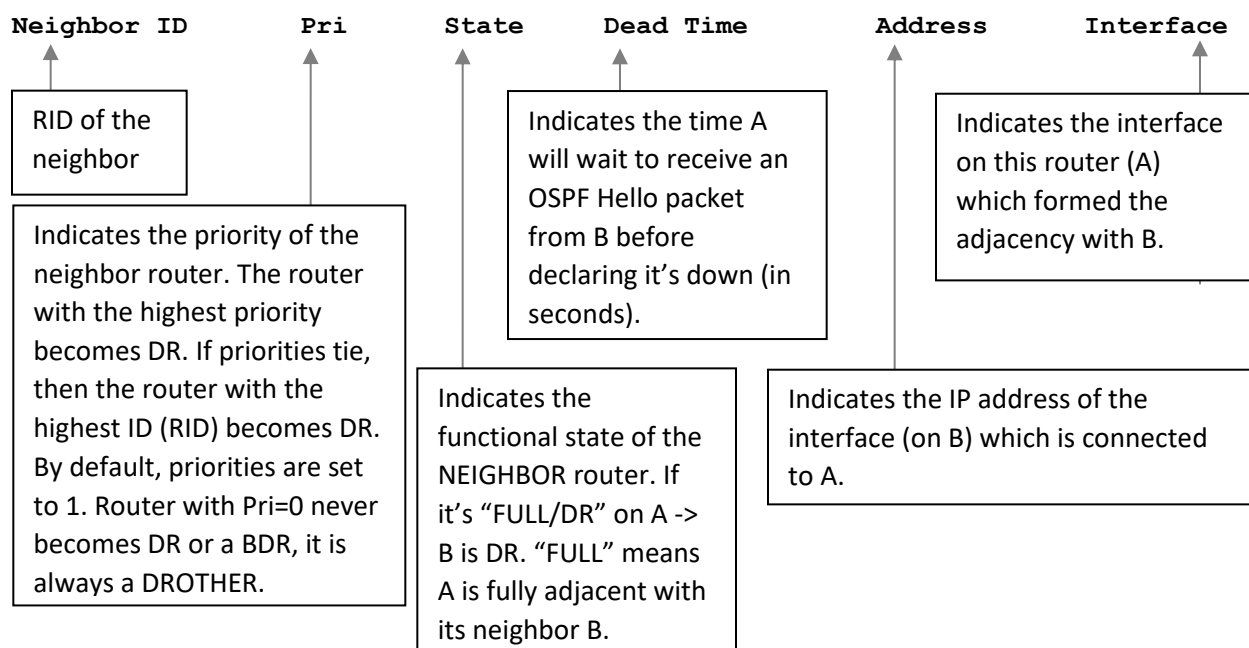 Neighbor ID Pri State Dead Time Address Interface
RID of the
neighbor
Indicates the priority of the
neighbor router. The router
with the highest priority
becomes DR. If priorities tie,
then the router with the
highest ID (RID) becomes DR.
By default, priorities are set
to 1. Router with Pri=0 never
becomes DR or a BDR, it is
always a DROTHER.
Indicates the
functional state of the
NEIGHBOR router. If
it’s “FULL/DR” on A ->
B is DR. “FULL” means
A is fully adjacent with
its neighbor B.
Indicates the time A
will wait to receive an
OSPF Hello packet
from B before
declaring it’s down (in
seconds).
Indicates the IP address of the
interface (on B) which is connected
to A.
Indicates the interface
on this router (A)
which formed the
adjacency with B.